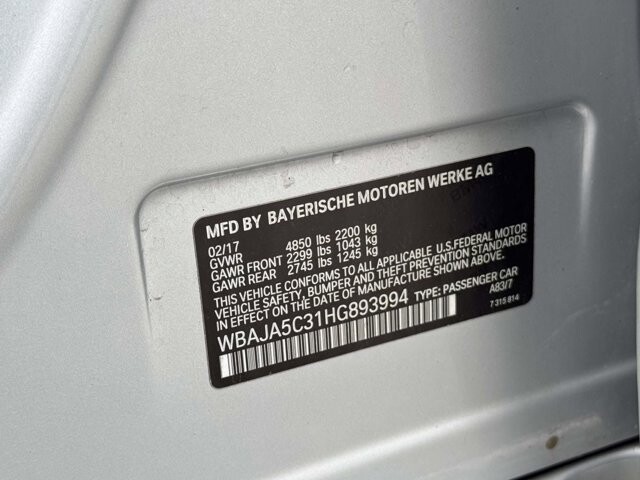 MFD BY BAYERISCHE MOTOREN WERKE AG
02/17
GVWR 4850 lbs 2200 kg
GAWR FRONT 2299 lbs 1043 kg
GAWR REAR 2745 lbs 1245 kg
THIS VEHICLE CONFORMS TO ALL APPLICABLE U.S.FEDERAL MOTOR
VEHICLE SAFETY, BUMPER AND THEFT PREVENTION STANDARDS
IN EFFECT ON THE DATE OF MANUFACTURE SHOWN ABOVE.
WBAJA5C31HG893994 TYPE: PASSENGER CAR
A83/7
7 315 814